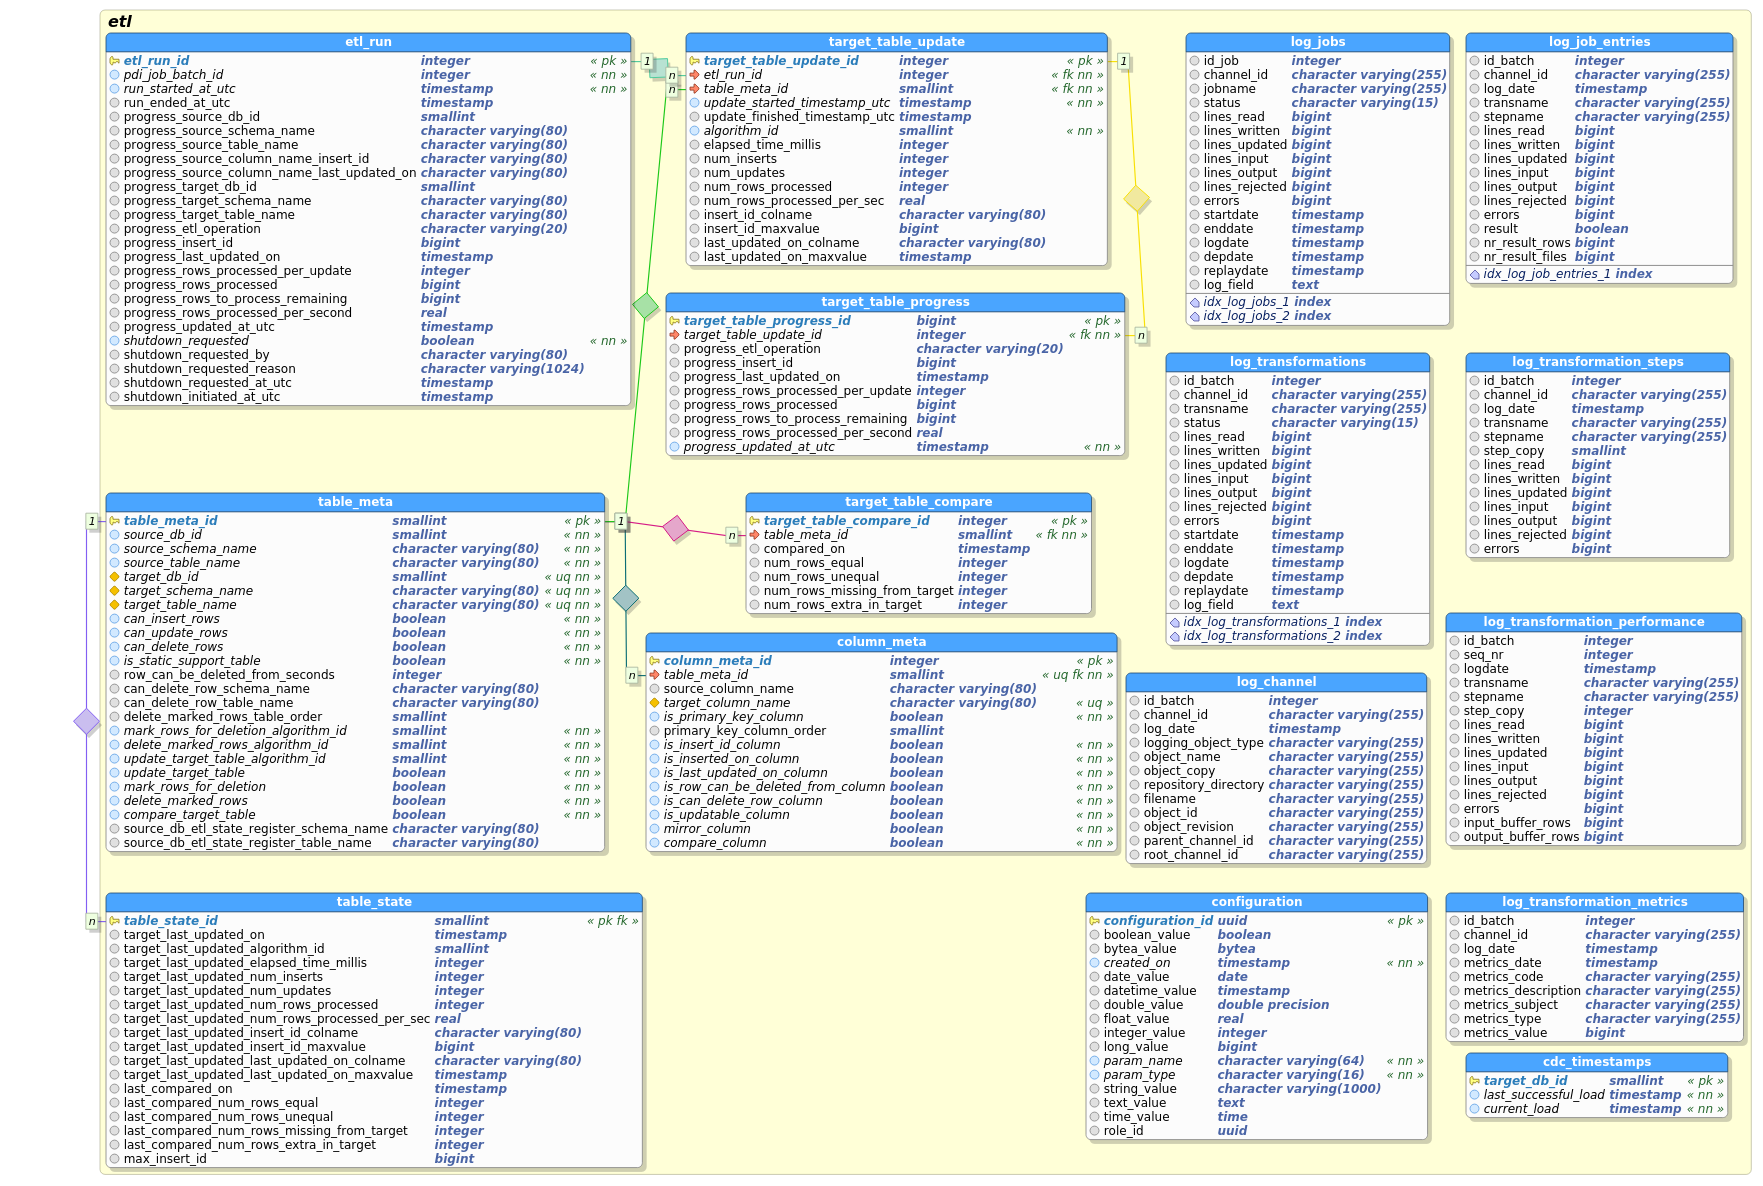 etl
etl_run
etl_run_id integer « pk »
pdi_job_batch_id integer « nn »
run_started_at_utc timestamp « nn »
run_ended_at_utc timestamp
progress_source_db_id smallint
progress_source_schema_name character varying(80)
progress_source_table_name character varying(80)
progress_source_column_name_insert_id character varying(80)
progress_source_column_name_last_updated_on character varying(80)
progress_target_db_id smallint
progress_target_schema_name character varying(80)
progress_target_table_name character varying(80)
progress_etl_operation character varying(20)
progress_insert_id bigint
progress_last_updated_on timestamp
progress_rows_processed_per_update integer
progress_rows_processed bigint
progress_rows_to_process_remaining bigint
progress_rows_processed_per_second real
progress_updated_at_utc timestamp
shutdown_requested boolean « nn »
shutdown_requested_by character varying(80)
shutdown_requested_reason character varying(1024)
shutdown_requested_at_utc timestamp
shutdown_initiated_at_utc timestamp
1
n
n
target_table_update
target_table_update_id integer « pk »
etl_run_id integer « fk nn »
table_meta_id smallint « fk nn »
update_started_timestamp_utc timestamp « nn »
update_finished_timestamp_utc timestamp
algorithm_id smallint « nn »
elapsed_time_millis integer
num_inserts integer
num_updates integer
num_rows_processed integer
num_rows_processed_per_sec real
insert_id_colname character varying(80)
insert_id_maxvalue bigint
last_updated_on_colname character varying(80)
last_updated_on_maxvalue timestamp
1
n
target_table_progress
target_table_progress_id bigint « pk »
target_table_update_id integer « fk nn »
progress_etl_operation character varying(20)
progress_insert_id bigint
progress_last_updated_on timestamp
progress_rows_processed_per_update integer
progress_rows_processed bigint
progress_rows_to_process_remaining bigint
progress_rows_processed_per_second real
progress_updated_at_utc timestamp « nn »
log_jobs
id_job integer
channel_id character varying(255)
jobname character varying(255)
status character varying(15)
lines_read bigint
lines_written bigint
lines_updated bigint
lines_input bigint
lines_output bigint
lines_rejected bigint
errors bigint
startdate timestamp
enddate timestamp
logdate timestamp
depdate timestamp
replaydate timestamp
log_field text
idx_log_jobs_1 index
idx_log_jobs_2 index
log_job_entries
id_batch integer
channel_id character varying(255)
log_date timestamp
transname character varying(255)
stepname character varying(255)
lines_read bigint
lines_written bigint
lines_updated bigint
lines_input bigint
lines_output bigint
lines_rejected bigint
errors bigint
result boolean
nr_result_rows bigint
nr_result_files bigint
idx_log_job_entries_1 index
log_transformations
id_batch integer
channel_id character varying(255)
transname character varying(255)
status character varying(15)
lines_read bigint
lines_written bigint
lines_updated bigint
lines_input bigint
lines_output bigint
lines_rejected bigint
errors bigint
startdate timestamp
enddate timestamp
logdate timestamp
depdate timestamp
replaydate timestamp
log_field text
idx_log_transformations_1 index
idx_log_transformations_2 index
log_transformation_steps
id_batch integer
channel_id character varying(255)
log_date timestamp
transname character varying(255)
stepname character varying(255)
step_copy smallint
lines_read bigint
lines_written bigint
lines_updated bigint
lines_input bigint
lines_output bigint
lines_rejected bigint
errors bigint
1
table_meta
table_meta_id smallint « pk »
source_db_id smallint « nn »
source_schema_name character varying(80) « nn »
source_table_name character varying(80) « nn »
target_db_id smallint « uq nn »
target_schema_name character varying(80) « uq nn »
target_table_name character varying(80) « uq nn »
can_insert_rows boolean « nn »
can_update_rows boolean « nn »
can_delete_rows boolean « nn »
is_static_support_table boolean « nn »
row_can_be_deleted_from_seconds integer
can_delete_row_schema_name character varying(80)
can_delete_row_table_name character varying(80)
delete_marked_rows_table_order smallint
mark_rows_for_deletion_algorithm_id smallint « nn »
delete_marked_rows_algorithm_id smallint « nn »
update_target_table_algorithm_id smallint « nn »
update_target_table boolean « nn »
mark_rows_for_deletion boolean « nn »
delete_marked_rows boolean « nn »
compare_target_table boolean « nn »
source_db_etl_state_register_schema_name character varying(80)
source_db_etl_state_register_table_name character varying(80)
1
n
n
target_table_compare
target_table_compare_id integer « pk »
table_meta_id smallint « fk nn »
compared_on timestamp
num_rows_equal integer
num_rows_unequal integer
num_rows_missing_from_target integer
num_rows_extra_in_target integer
column_meta
column_meta_id integer « pk »
table_meta_id smallint « uq fk nn »
source_column_name character varying(80)
target_column_name character varying(80) « uq »
is_primary_key_column boolean « nn »
primary_key_column_order smallint
is_insert_id_column boolean « nn »
is_inserted_on_column boolean « nn »
is_last_updated_on_column boolean « nn »
is_row_can_be_deleted_from_column boolean « nn »
is_can_delete_row_column boolean « nn »
is_updatable_column boolean « nn »
mirror_column boolean « nn »
compare_column boolean « nn »
log_channel
id_batch integer
channel_id character varying(255)
log_date timestamp
logging_object_type character varying(255)
object_name character varying(255)
object_copy character varying(255)
repository_directory character varying(255)
filename character varying(255)
object_id character varying(255)
object_revision character varying(255)
parent_channel_id character varying(255)
root_channel_id character varying(255)
log_transformation_performance
id_batch integer
seq_nr integer
logdate timestamp
transname character varying(255)
stepname character varying(255)
step_copy integer
lines_read bigint
lines_written bigint
lines_updated bigint
lines_input bigint
lines_output bigint
lines_rejected bigint
errors bigint
input_buffer_rows bigint
output_buffer_rows bigint
n
table_state
table_state_id smallint « pk fk »
target_last_updated_on timestamp
target_last_updated_algorithm_id smallint
target_last_updated_elapsed_time_millis integer
target_last_updated_num_inserts integer
target_last_updated_num_updates integer
target_last_updated_num_rows_processed integer
target_last_updated_num_rows_processed_per_sec real
target_last_updated_insert_id_colname character varying(80)
target_last_updated_insert_id_maxvalue bigint
target_last_updated_last_updated_on_colname character varying(80)
target_last_updated_last_updated_on_maxvalue timestamp
last_compared_on timestamp
last_compared_num_rows_equal integer
last_compared_num_rows_unequal integer
last_compared_num_rows_missing_from_target integer
last_compared_num_rows_extra_in_target integer
max_insert_id bigint
configuration
configuration_id uuid « pk »
boolean_value boolean
bytea_value bytea
created_on timestamp « nn »
date_value date
datetime_value timestamp
double_value double precision
float_value real
integer_value integer
long_value bigint
param_name character varying(64) « nn »
param_type character varying(16) « nn »
string_value character varying(1000)
text_value text
time_value time
role_id uuid
log_transformation_metrics
id_batch integer
channel_id character varying(255)
log_date timestamp
metrics_date timestamp
metrics_code character varying(255)
metrics_description character varying(255)
metrics_subject character varying(255)
metrics_type character varying(255)
metrics_value bigint
cdc_timestamps
target_db_id smallint « pk »
last_successful_load timestamp « nn »
current_load timestamp « nn »